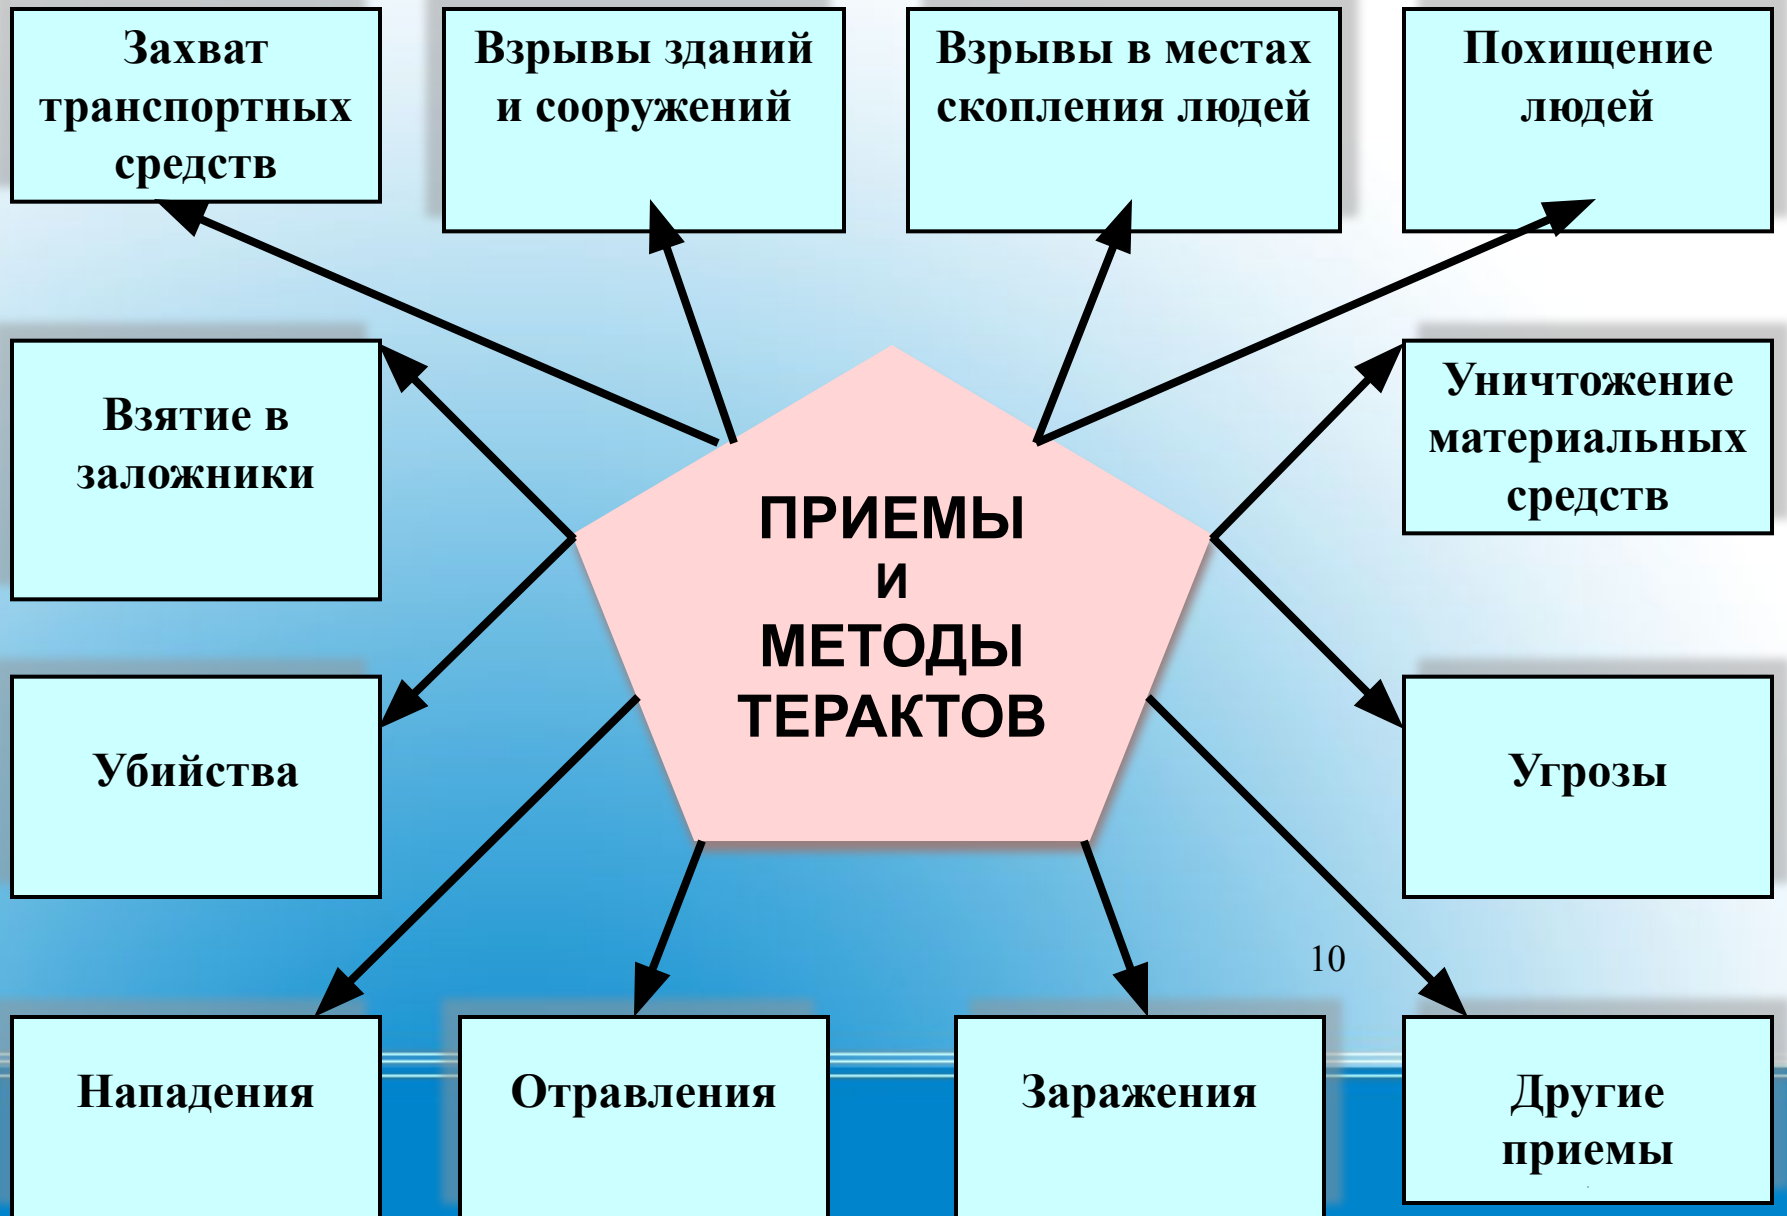 Захват
транспортных
средств
Взрывы зданий
и сооружений
Взрывы в местах
скопления людей
Похищение
людей
Взятие в
заложники
Уничтожение
материальных
средств
ПРИЕМЫ
И
МЕТОДЫ
ТЕРАКТОВ
Убийства
Угрозы
10
Нападения
Отравления
Заражения
Другие
приемы